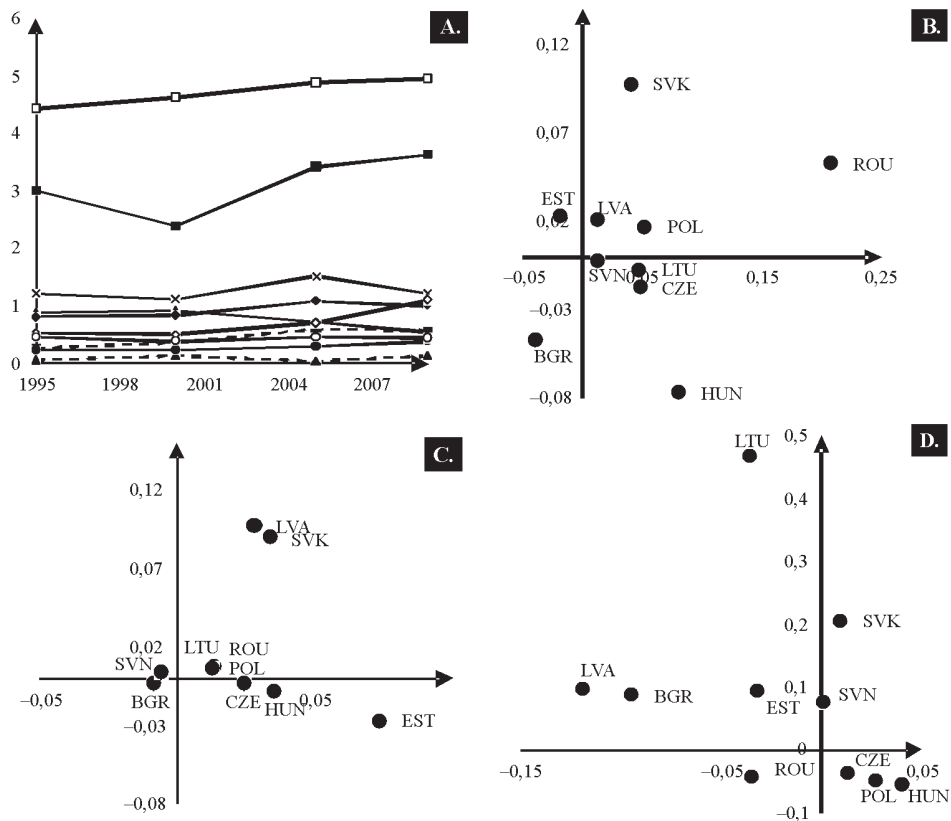 A.
6
5
4
3
2
1
0
1995 1998 2001 2004 2007
B.
0,12
SVK
0,07
ROU
EST
LVA
0,02
POL
–0,05 SVN 0,05 LTU 0,15 0,25
CZE
–0,03
BGR
HUN
–0,08
C.
0,12
LVA
SVK
0,07
0,02
LTU ROU
SVN POL
–0,05 BGR CZE HUN 0,05
EST
–0,03
–0,08
D.
LTU 0,5
0,4
0,3
0,2 SVK
LVA
0,1
BGR EST SVN
0
–0,15 –0,05 ROU CZE 0,05
POL HUN
–0,1